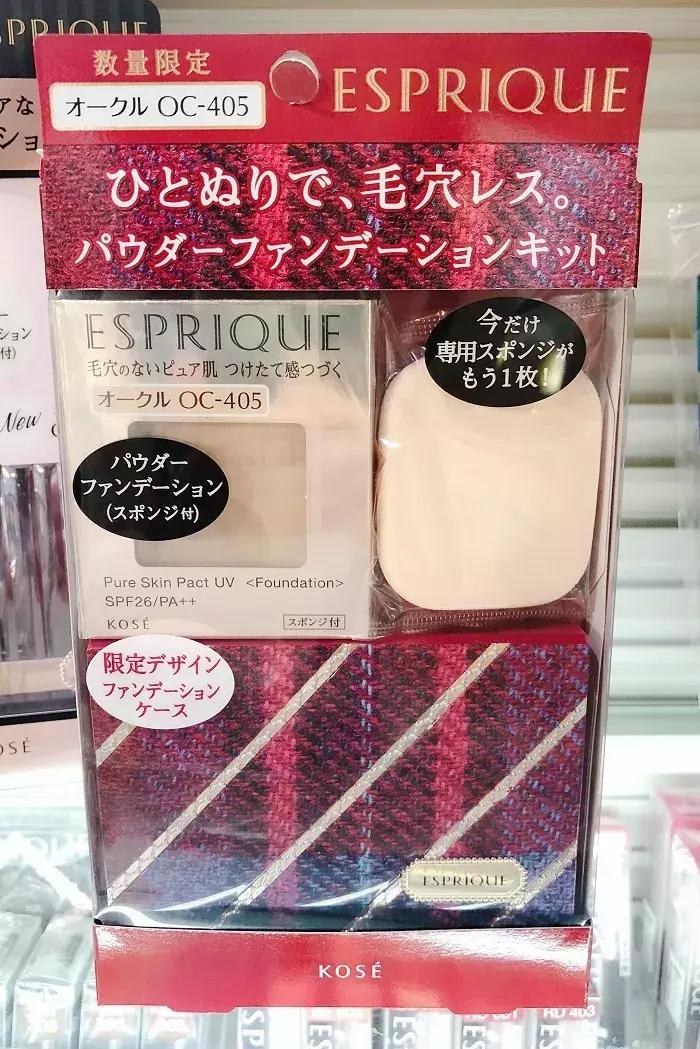 数量限定
オークル OC-405
ESPRIQUE
ひとぬりで、毛穴レス。
パウダーファンデーションキット
ESPRIQUE
毛穴のないピュア肌 つけたて感つづく
オークル OC-405
パウダー
ファンデーション
(スポンジ付)
Pure Skin Pact UV <Foundation>
SPF26/PA++
KOSÉ
スポンジ付
今だけ
専用スポンジが
もう1枚!
限定デザイン
ファンデーション
ケース
ESPRIQUE
KOSÉ
New
RD 403